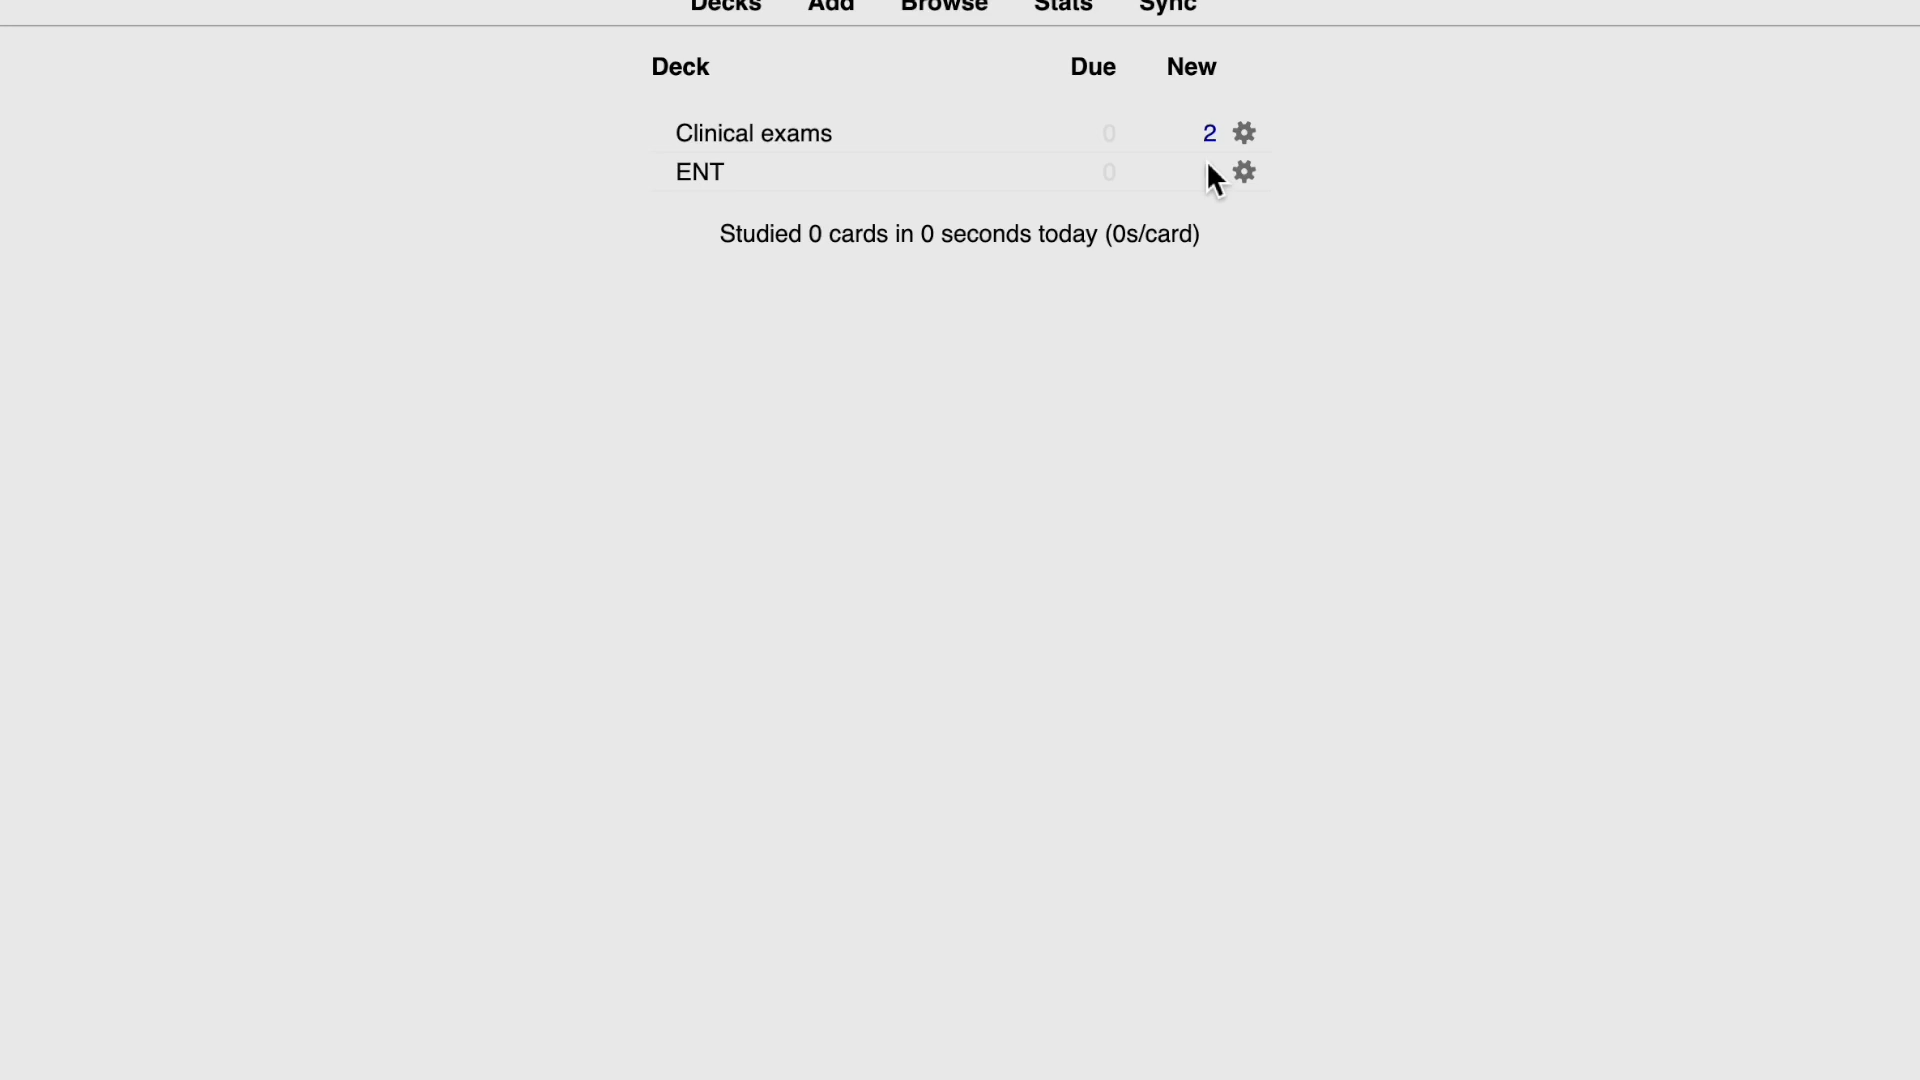 Decks Add Browse Stats Sync
Deck Due New
Clinical exams 0 2
ENT 0
Studied 0 cards in 0 seconds today (0s/card)